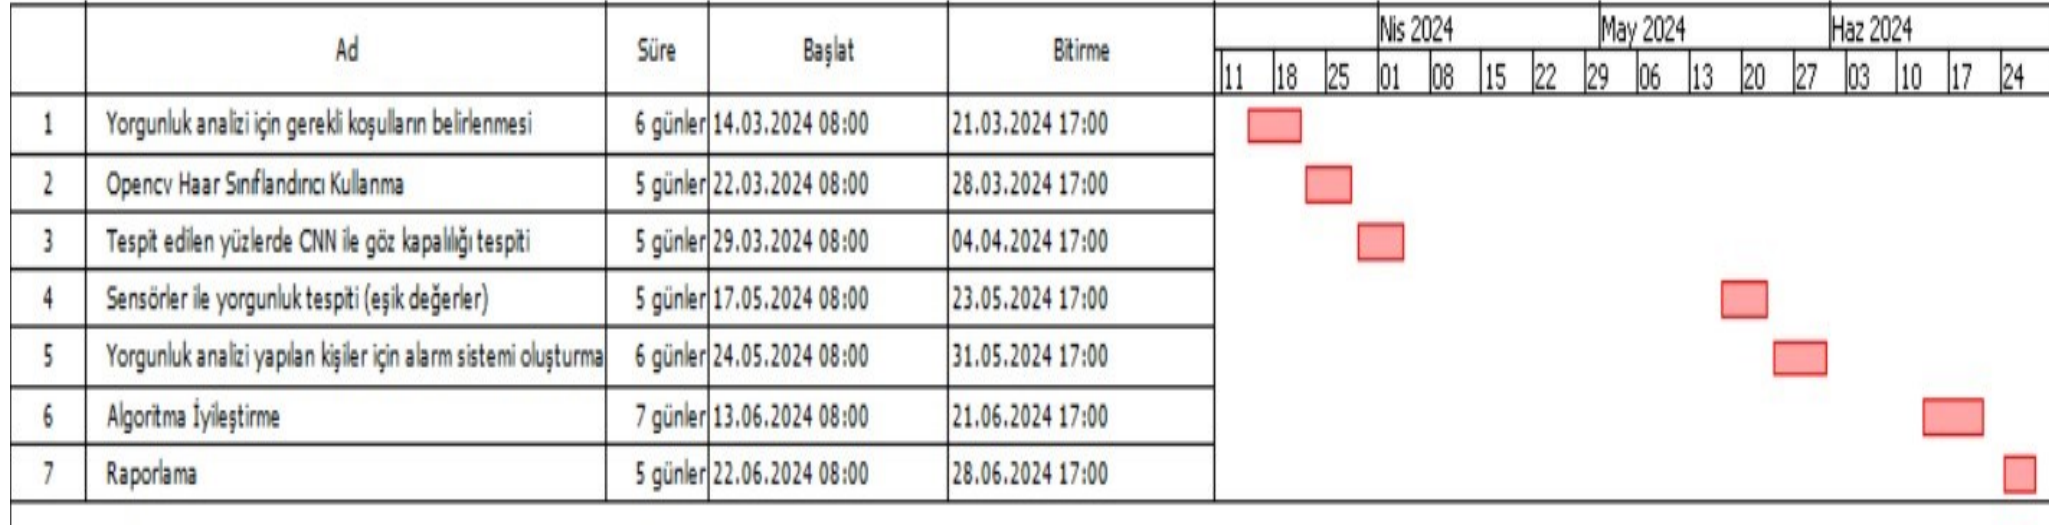 Ad Süre Başlat Bitirme Nis 2024 May 2024 Haz 2024
11 18 25 01 08 15 22 29 06 13 20 27 03 10 17 24
1 Yorgunluk analizi için gerekli koşulların belirlenmesi 6 günler 14.03.2024 08:00 21.03.2024 17:00
2 Opencv Haar Sınıflandırıcı Kullanma 5 günler 22.03.2024 08:00 28.03.2024 17:00
3 Tespit edilen yüzlerde CNN ile göz kapalılığı tespiti 5 günler 29.03.2024 08:00 04.04.2024 17:00
4 Sensörler ile yorgunluk tespiti (eşik değerler) 5 günler 17.05.2024 08:00 23.05.2024 17:00
5 Yorgunluk analizi yapılan kişiler için alarm sistemi oluşturma 6 günler 24.05.2024 08:00 31.05.2024 17:00
6 Algoritma İyileştirme 7 günler 13.06.2024 08:00 21.06.2024 17:00
7 Raporlama 5 günler 22.06.2024 08:00 28.06.2024 17:00